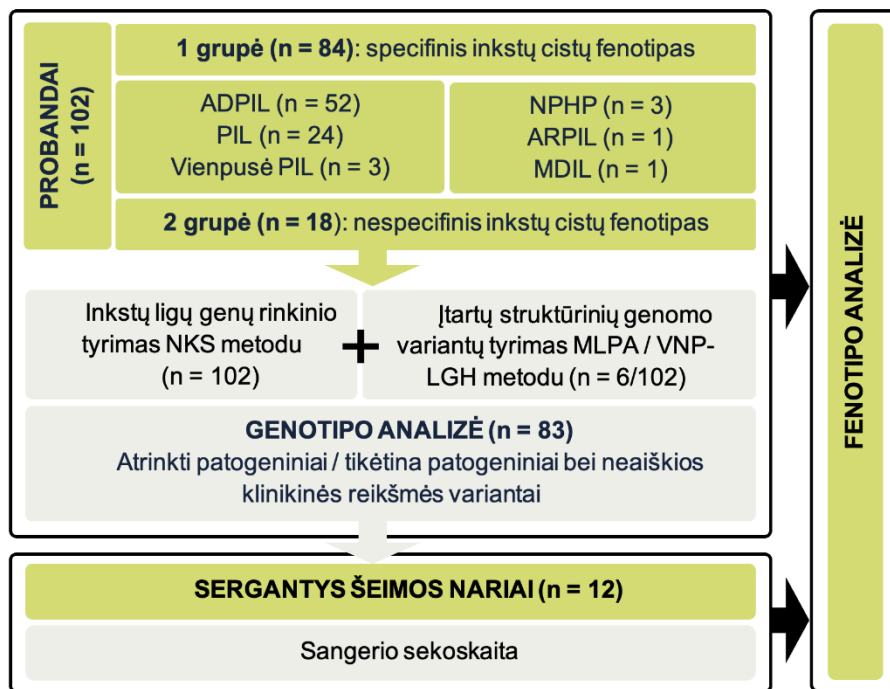 PROBANDAI
(n = 102)
1 grupė (n = 84): specifinis inkstų cistų fenotipas
ADPIL (n = 52)
PIL (n = 24)
Vienpusė PIL (n = 3)
NPHP (n = 3)
ARPIL (n = 1)
MDIL (n = 1)
2 grupė (n = 18): nespecifinis inkstų cistų fenotipas
Inkstų ligų genų rinkinio
tyrimas NKS metodu
(n = 102)
+
Įtartų struktūrinių genomo
variantų tyrimas MLPA / VNP-
LGH metodu (n = 6/102)
GENOTIPO ANALIZĖ (n = 83)
Atrinkti patogeniniai / tikėtina patogeniniai bei neaiškios
klinikinės reikšmės variantai
SERGANTYS ŠEIMOS NARIAI (n = 12)
Sangerio sekoskaita
FENOTIPO ANALIZĖ